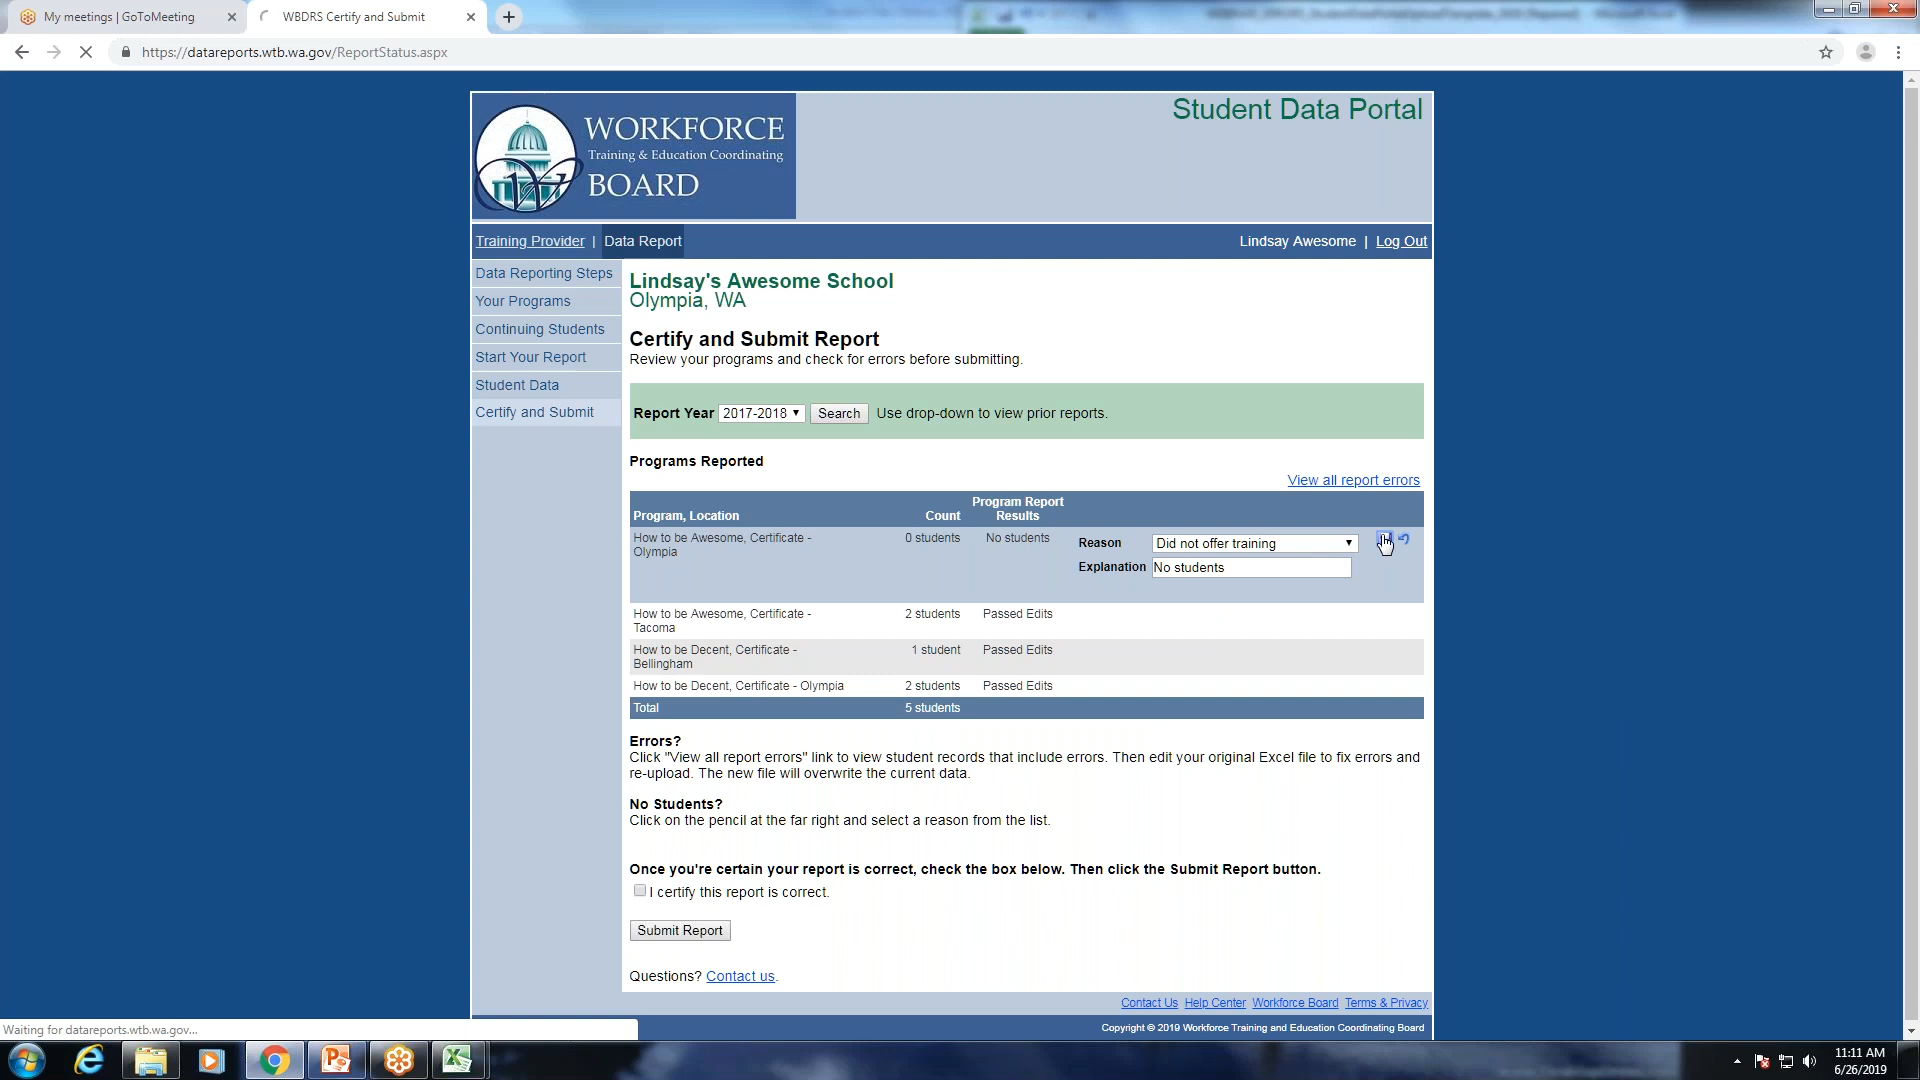 My meetings | GoToMeeting
WBDRS Certify and Submit
https://datareports.wtb.wa.gov/ReportStatus.aspx
WORKFORCE
Training & Education Coordinating
BOARD
Student Data Portal
Training Provider | Data Report
Lindsay Awesome | Log Out
Data Reporting Steps
Your Programs
Continuing Students
Start Your Report
Student Data
Certify and Submit
Lindsay's Awesome School
Olympia, WA
Certify and Submit Report
Review your programs and check for errors before submitting.
Report Year 2017-2018 Search Use drop-down to view prior reports.
Programs Reported
View all report errors
Program, Location Count Program Report Results
How to be Awesome, Certificate - Olympia 0 students No students
Reason Did not offer training
Explanation No students
How to be Awesome, Certificate - Tacoma 2 students Passed Edits
How to be Decent, Certificate - Bellingham 1 student Passed Edits
How to be Decent, Certificate - Olympia 2 students Passed Edits
Total 5 students
Errors?
Click "View all report errors" link to view student records that include errors. Then edit your original Excel file to fix errors and
re-upload. The new file will overwrite the current data.
No Students?
Click on the pencil at the far right and select a reason from the list.
Once you're certain your report is correct, check the box below. Then click the Submit Report button.
I certify this report is correct.
Submit Report
Questions? Contact us.
Contact Us Help Center Workforce Board Terms & Privacy
Copyright © 2019 Workforce Training and Education Coordinating Board
Waiting for datareports.wtb.wa.gov...
11:11 AM
6/26/2019